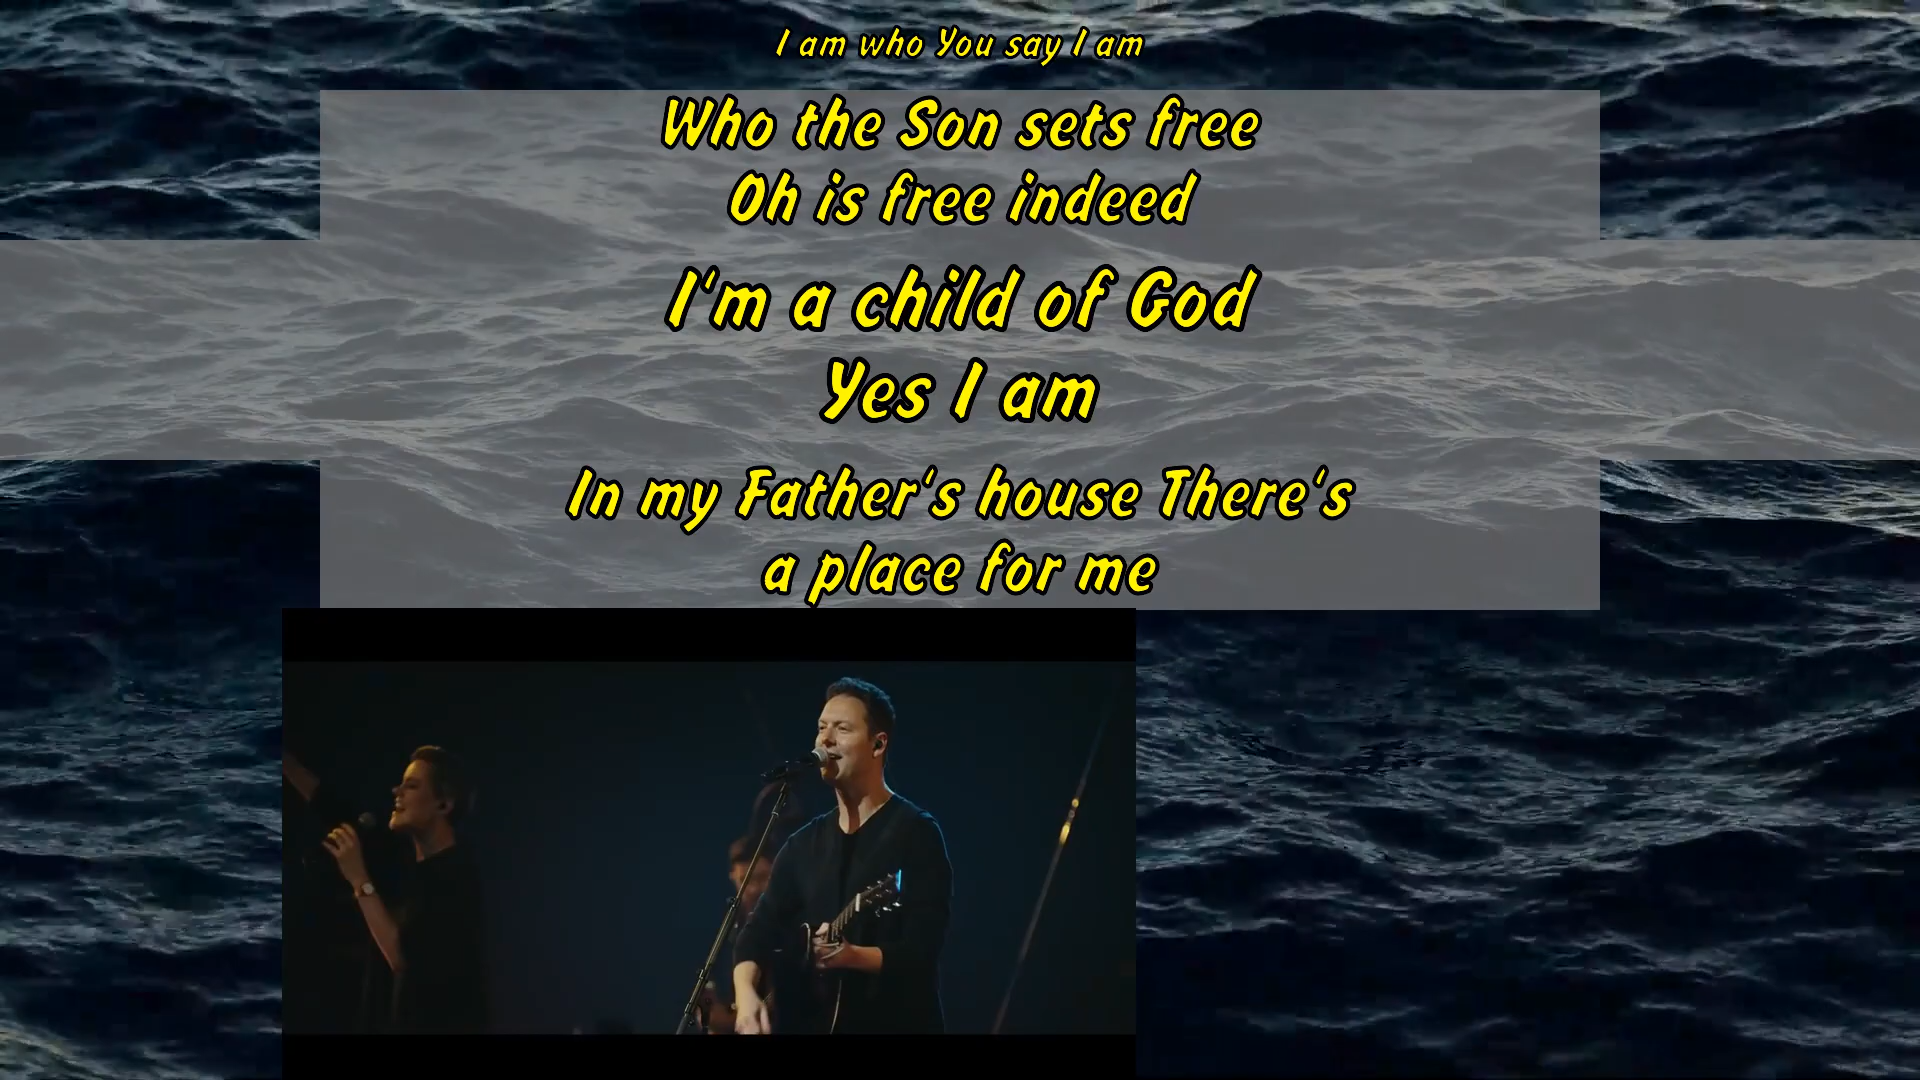 I am who You say I am
Who the Son sets free
Oh is free indeed
I'm a child of God
Yes I am
In my Father's house There's
a place for me